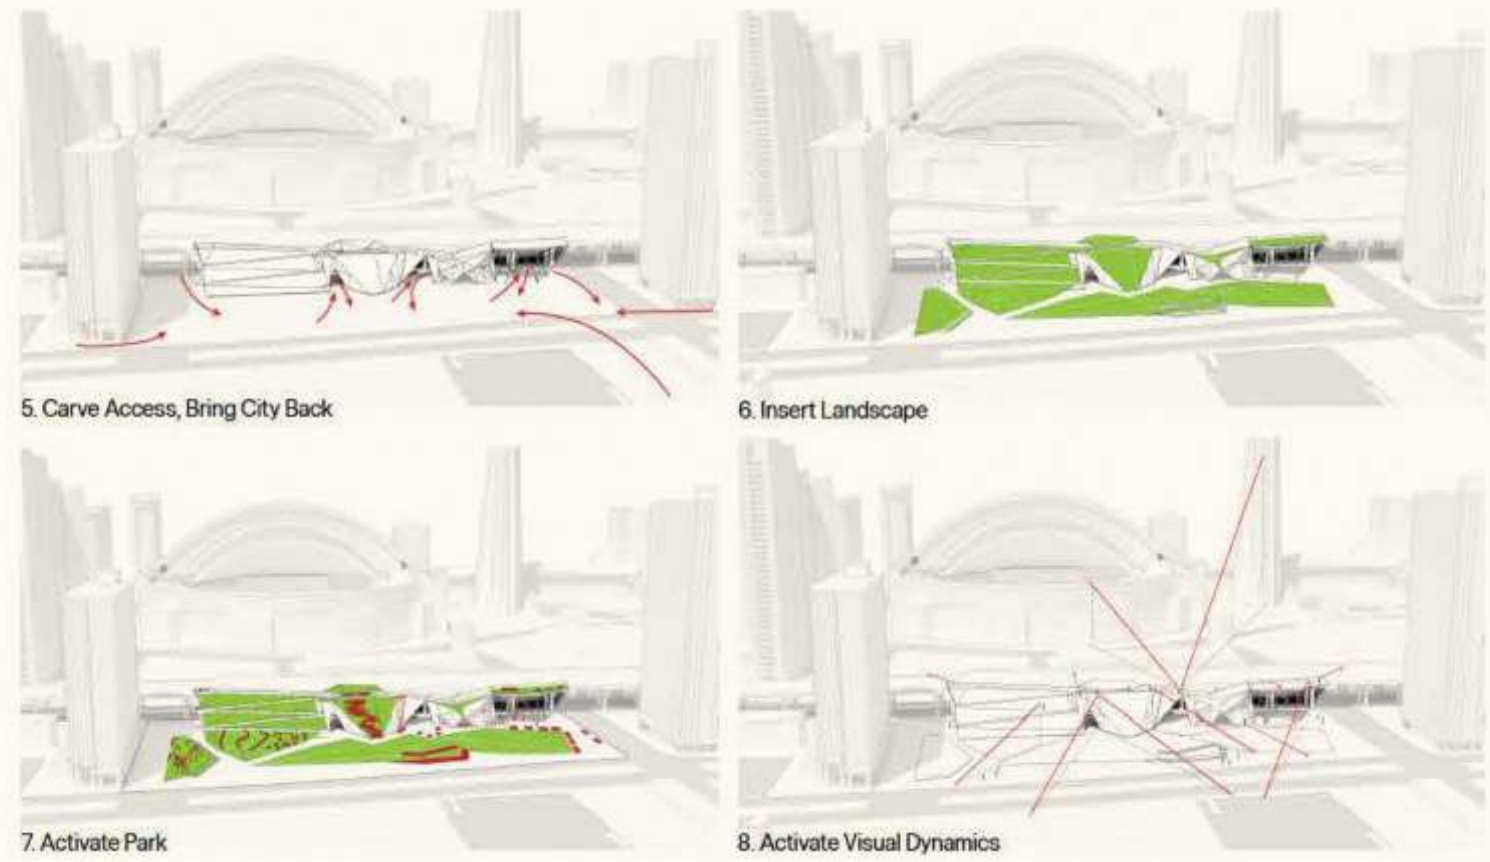 5. Carve Access, Bring City Back
6. Insert Landscape
7. Activate Park
8. Activate Visual Dynamics